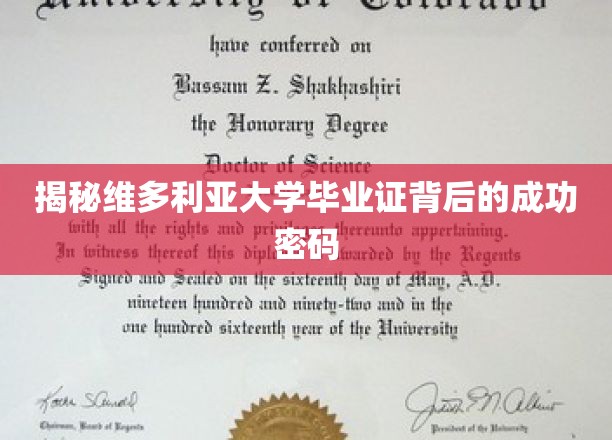 University of Colorado
have conferred on
Bassam Z. Shakhashiri
the Honorary Degree
Doctor of Science
揭秘维多利亚大学毕业证背后的成功
密码
with all the rights and privileges thereunto appertaining.
In witness thereof this diploma is awarded by the Regents
Signed and Sealed on the sixteenth day of May, A.D.
nineteen hundred and ninety-two and in the
one hundred sixteenth year of the University
Chairman, Board of Regents
President of the University